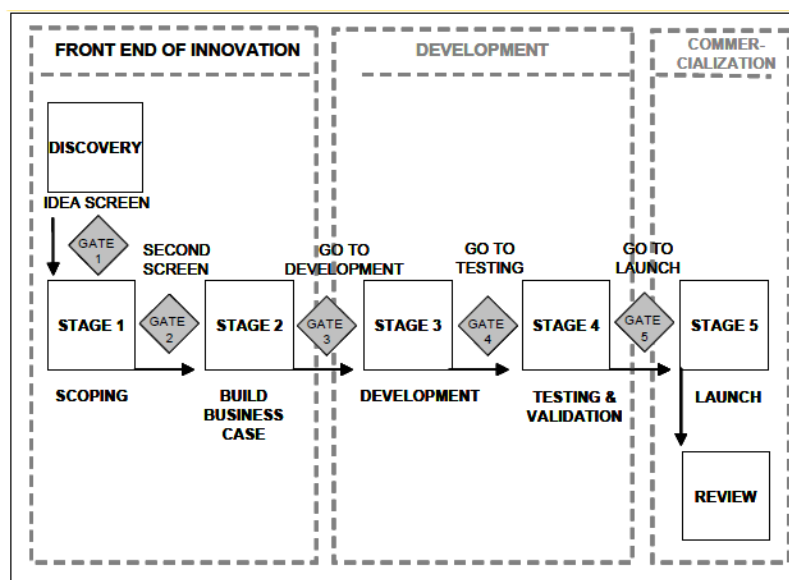 FRONT END OF INNOVATION
DEVELOPMENT
COMMER-
CIALIZATION
DISCOVERY
IDEA SCREEN
GATE
1
SECOND
SCREEN
GO TO
DEVELOPMENT
GO TO
TESTING
GO TO
LAUNCH
STAGE 1
GATE
2
STAGE 2
GATE
3
STAGE 3
GATE
4
STAGE 4
GATE
5
STAGE 5
SCOPING
BUILD
BUSINESS
CASE
DEVELOPMENT
TESTING &
VALIDATION
LAUNCH
REVIEW